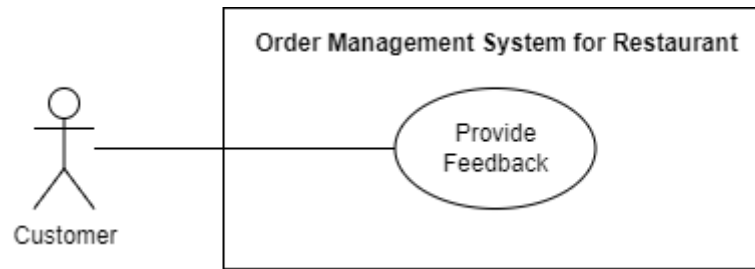 Order Management System for Restaurant
Provide
Feedback
Customer